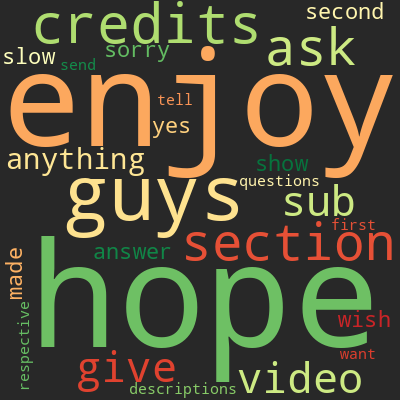 credits
second
slow
sorry
ask
send
enjoy
tell
yes
anything
show
guys
questions
sub
first
answer
section
made
hope
wish
respective
give
want
descriptions
video